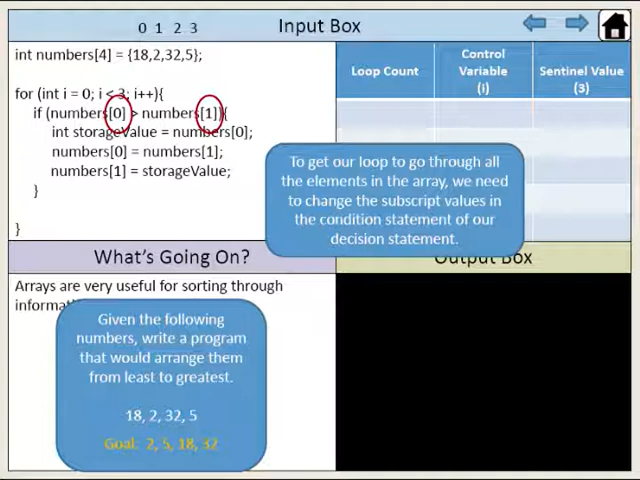 0 1 2 3
Input Box
int numbers[4] = {18,2,32,5};
for (int i = 0; i < 3; i++){
if (numbers[0] > numbers[1]){
int storageValue = numbers[0];
numbers[0] = numbers[1];
numbers[1] = storageValue;
}
}
Loop Count
Control
Variable
(i)
Sentinel Value
(3)
To get our loop to go through all
the elements in the array, we need
to change the subscript values in
the condition statement of our
decision statement.
What's Going On?
Output Box
Arrays are very useful for sorting through
Given the following
numbers, write a program
that would arrange them
from least to greatest.
18, 2, 32, 5
Goal: 2, 5, 18, 32